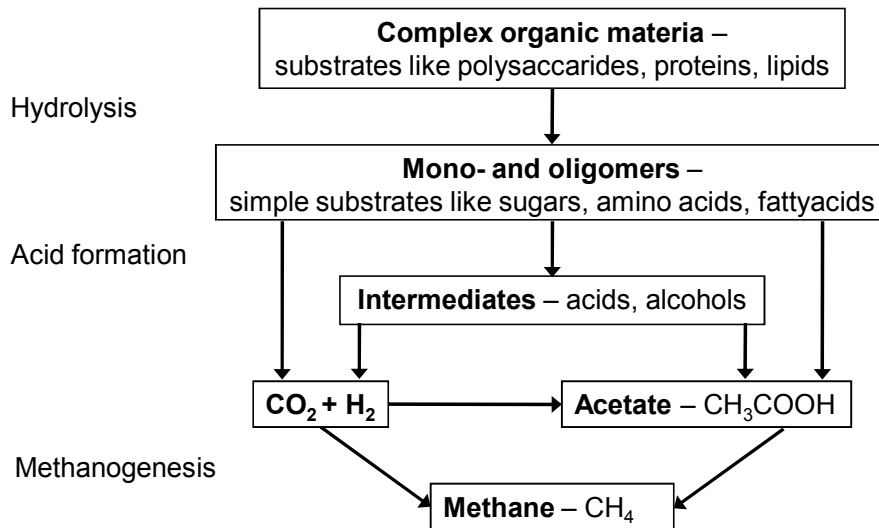 Complex organic materia –
substrates like polysaccarides, proteins, lipids
Hydrolysis
Mono- and oligomers –
simple substrates like sugars, amino acids, fattyacids
Acid formation
Intermediates – acids, alcohols
CO₂ + H₂
Acetate – CH₃COOH
Methanogenesis
Methane – CH₄